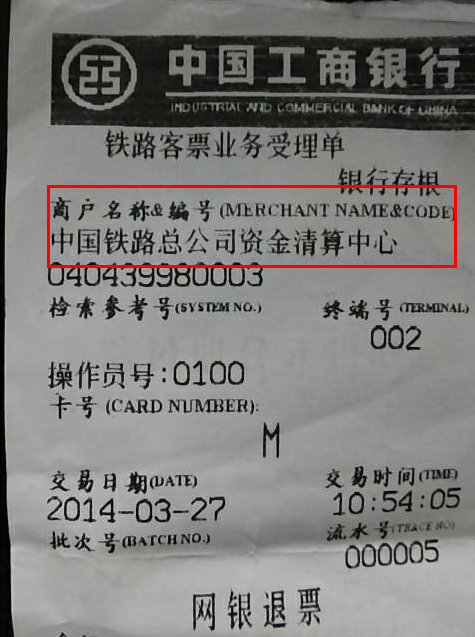 中国工商银行
INDUSTRIAL AND COMMERCIAL BANK OF CHINA
铁路客票业务受理单
银行存根
商户名称&编号(MERCHANT NAME&CODE)
中国铁路总公司资金清算中心
040439980003
检索参考号(SYSTEM NO.) 终端号(TERMINAL)
002
操作员号:0100
卡号(CARD NUMBER):
M
交易日期(DATE) 交易时间(TIME)
2014-03-27 10:54:05
批次号(BATCH NO.) 流水号(TRACE NO)
000005
网银退票